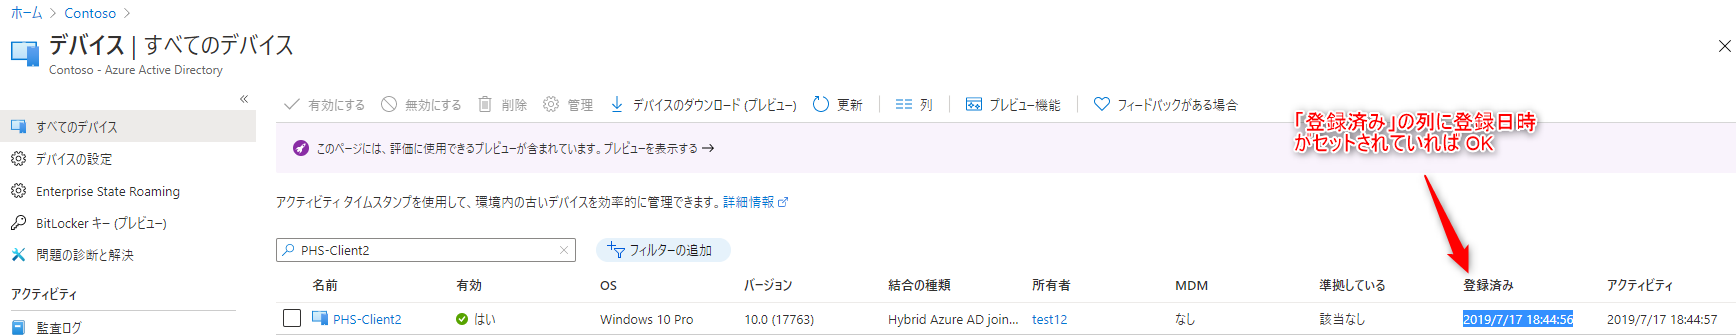 ホーム > Contoso >
デバイス | すべてのデバイス
Contoso - Azure Active Directory
すべてのデバイス
デバイスの設定
Enterprise State Roaming
BitLocker キー (プレビュー)
問題の診断と解決
アクティビティ
監査ログ
有効にする 無効にする 削除 管理 デバイスのダウンロード (プレビュー) 更新 列 プレビュー機能 フィードバックがある場合
このページには、評価に使用できるプレビューが含まれています。プレビューを表示する →
「登録済み」の列に登録日時
がセットされていれば OK
アクティビティ タイムスタンプを使用して、環境内の古いデバイスを効率的に管理できます。詳細情報
PHS-Client2 フィルターの追加
名前 有効 OS バージョン 結合の種類 所有者 MDM 準拠している 登録済み アクティビティ
PHS-Client2 はい Windows 10 Pro 10.0 (17763) Hybrid Azure AD join... test12 なし 該当なし 2019/7/17 18:44:56 2019/7/17 18:44:57